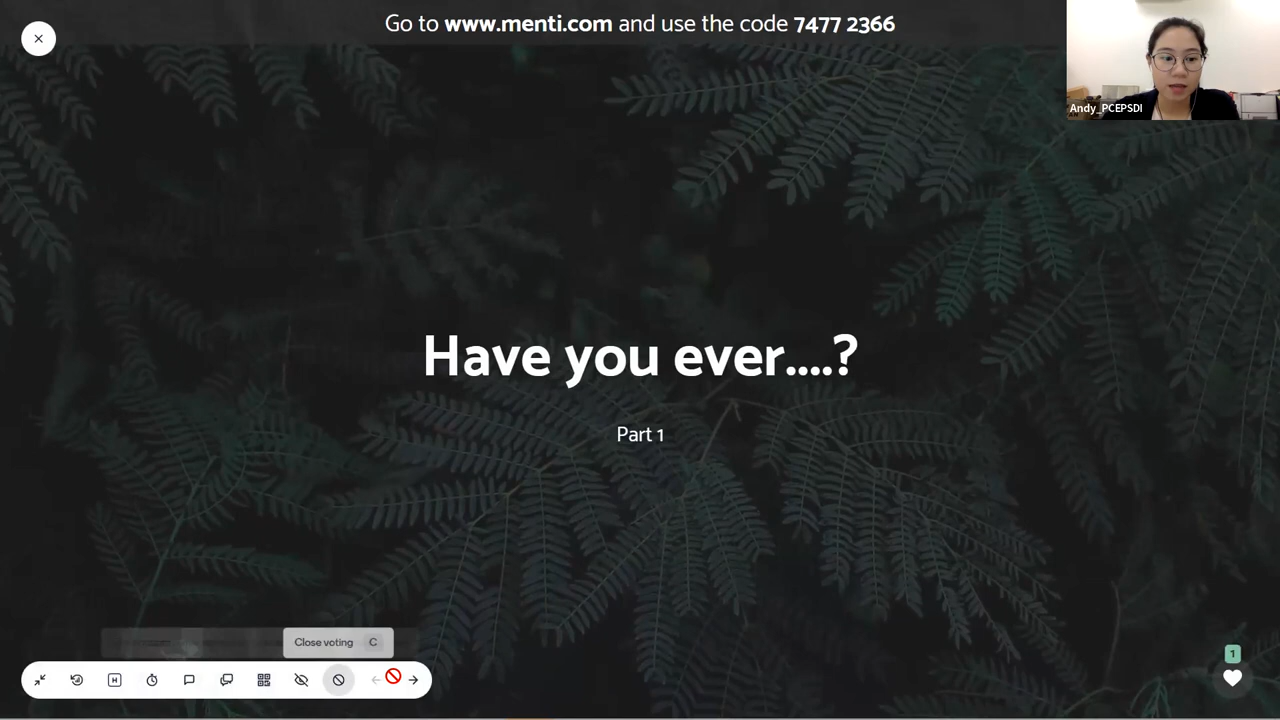 Go to www.menti.com and use the code 7477 2366
Andy_PCEPSDI
Have you ever....?
Part 1
Close voting C
H
1